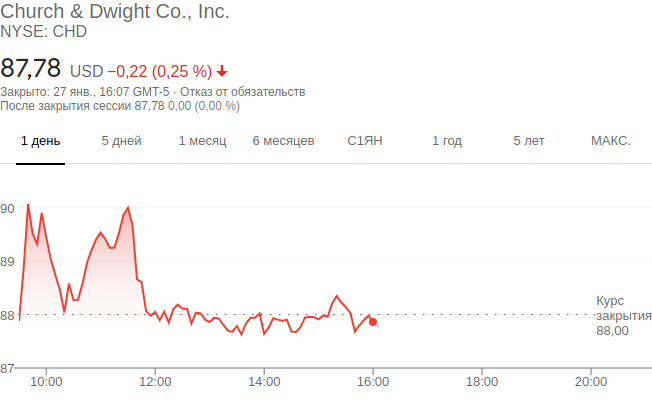 Church & Dwight Co., Inc.
NYSE: CHD
87,78 USD −0,22 (0,25 %)
Закрыто: 27 янв., 16:07 GMT-5 · Отказ от обязательств
После закрытия сессии 87,78 0,00 (0,00 %)
1 день 5 дней 1 месяц 6 месяцев С1ЯН 1 год 5 лет МАКС.
90
89
88
87
Курс
закрытия
88,00
10:00 12:00 14:00 16:00 18:00 20:00